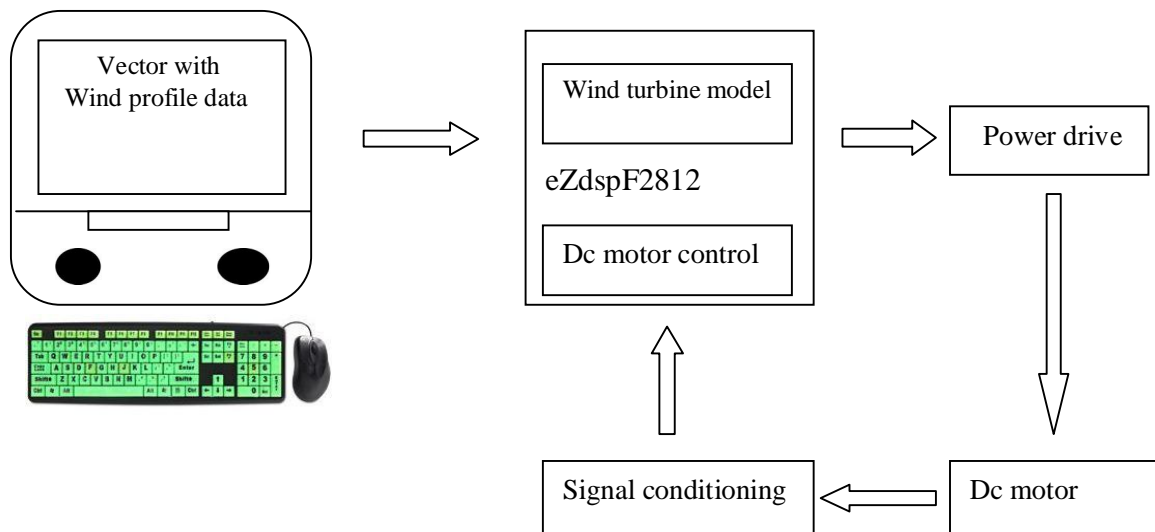 Vector with
Wind profile data
Wind turbine model
eZdspF2812
Dc motor control
Power drive
Signal conditioning
Dc motor